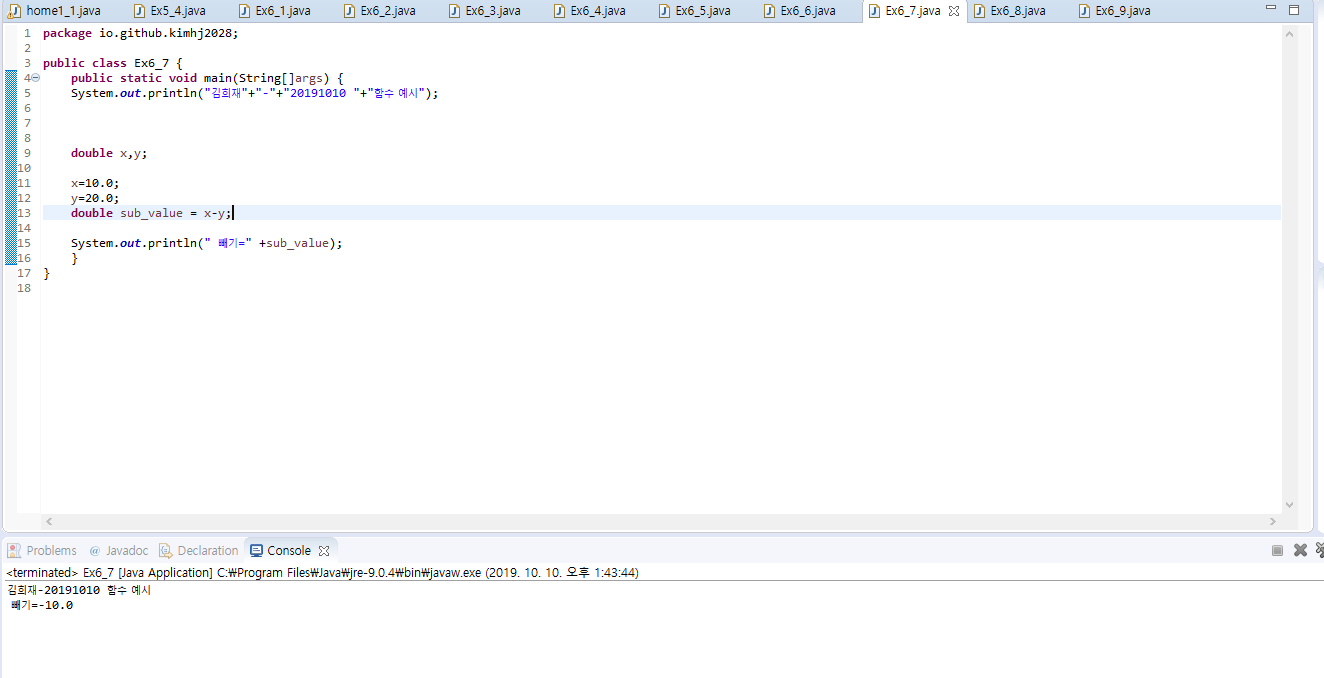 home1_1.java Ex5_4.java Ex6_1.java Ex6_2.java Ex6_3.java Ex6_4.java Ex6_5.java Ex6_6.java Ex6_7.java Ex6_8.java Ex6_9.java
1 package io.github.kimhj2028;
2
3 public class Ex6_7 {
4 public static void main(String[]args) {
5 System.out.println("김희재"+"-"+"20191010 "+"함수 예시");
6
7
8
9 double x,y;
10
11 x=10.0;
12 y=20.0;
13 double sub_value = x-y;
14
15 System.out.println(" 빼기=" +sub_value);
16 }
17 }
18
Problems @ Javadoc Declaration Console
<terminated> Ex6_7 [Java Application] C:₩Program Files₩Java₩jre-9.0.4₩bin₩javaw.exe (2019. 10. 10. 오후 1:43:44)
김희재-20191010 함수 예시
빼기=-10.0